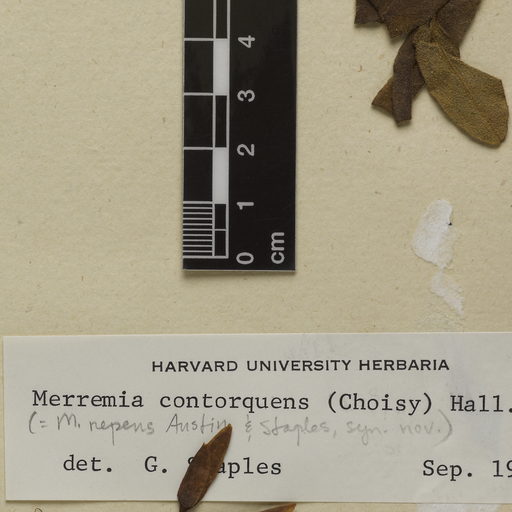 4
3
2
1
0
cm
HARVARD UNIVERSITY HERBARIA
Merremia contorquens (Choisy) Hall.
(= M. repens Austin & Staples, syn. nov.)
det. G. Staples Sep. 19